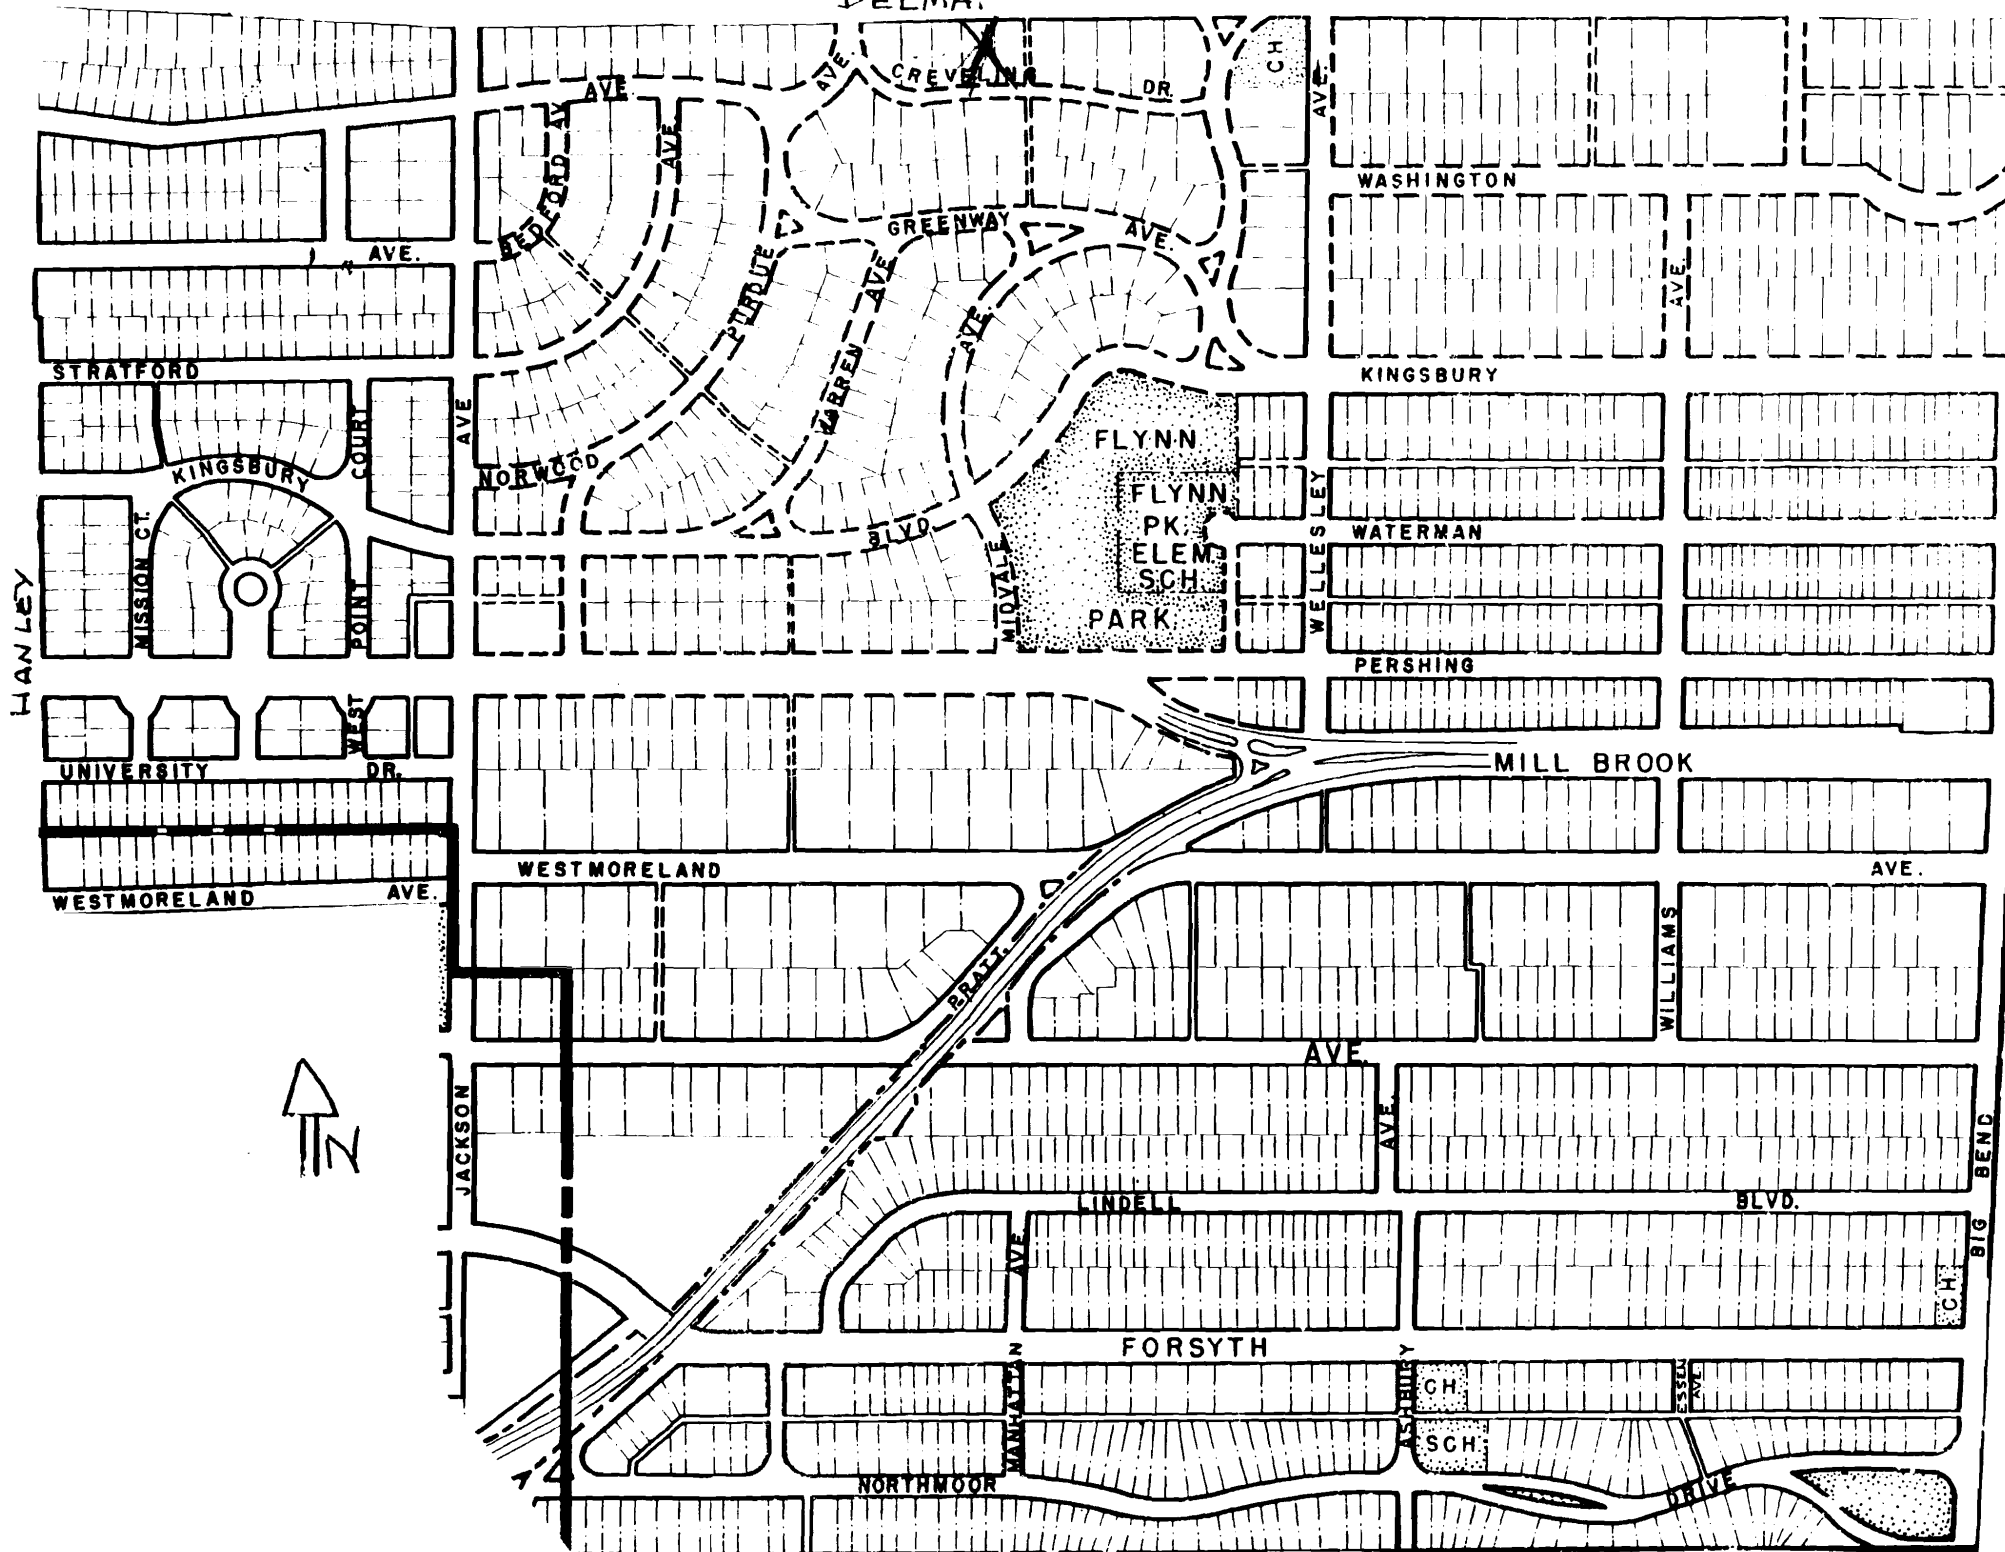 DELMA
CH
AVE.
CREVELING
DR.
AVE.
AVE.
BEDFORD AV
AVE.
WASHINGTON
GREENWAY
AVE.
AVE.
PURDUE
AVE.
AVE.
AVE.
STRATFORD
KINGSBURY
WARREN
COURT
AVE
FLYNN
KINGSBURY
NORWOOD
FLYNN
PK.
ELEM
SCH
PARK
WELLESLEY
WATERMAN
MISSION CT.
BLVD
MIDVALE
HANLEY
POINT
PERSHING
WEST
UNIVERSITY DR.
MILL BROOK
WESTMORELAND
AVE.
WESTMORELAND AVE.
WILLIAMS
PRATT
AVE.
N
JACKSON
AVE.
BIG BEND
LINDELL BLVD.
AVE.
CH
FORSYTH
MANHATTAN
ASHBURY
CH
ESSEN AVE.
SCH.
NORTHMOOR
DRIVE